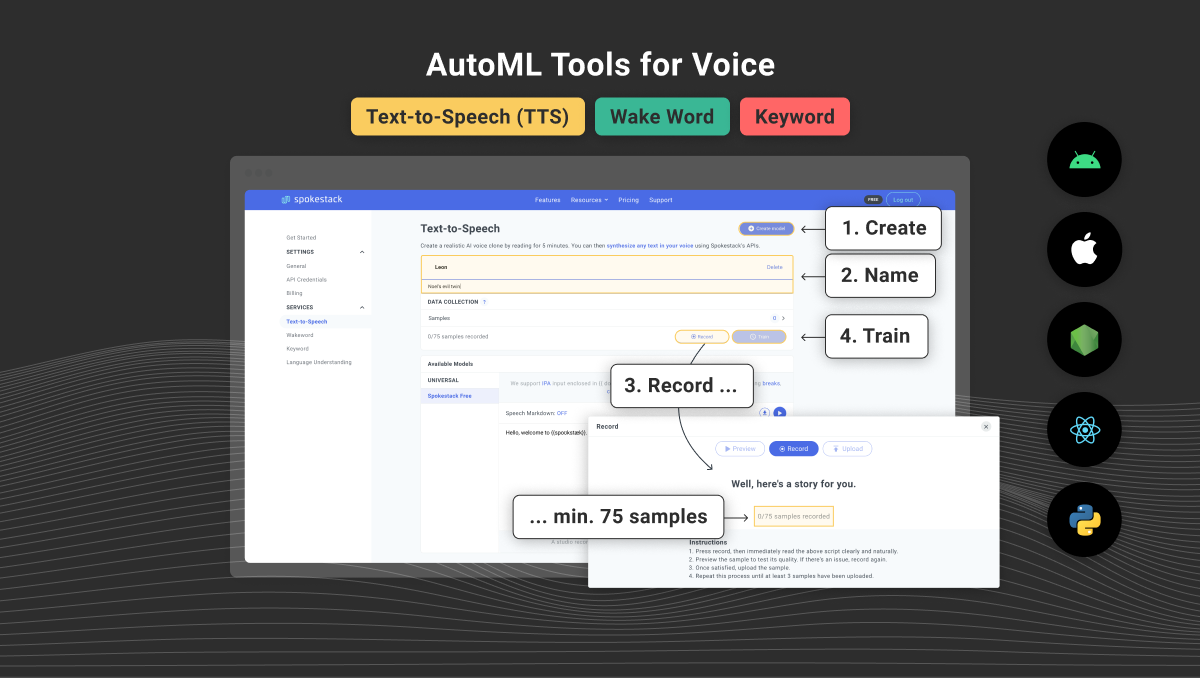 AutoML Tools for Voice
Text-to-Speech (TTS)
Wake Word
Keyword
spokestack
Features
Resources
Pricing
Support
FREE
Log out
Get Started
SETTINGS
General
API Credentials
Billing
SERVICES
Text-to-Speech
Wakeword
Keyword
Language Understanding
Text-to-Speech
Create model
1. Create
Create a realistic AI voice clone by reading for 5 minutes. You can then synthesize any text in your voice using Spokestack's APIs.
Leon
Delete
2. Name
Noel's evil twin
DATA COLLECTION
Samples
0
0/75 samples recorded
Record
Train
4. Train
Available Models
UNIVERSAL
Spokestack Free
We support IPA input enclosed in {{
breaks,
3. Record ...
Speech Markdown: OFF
Hello, welcome to {{spoʊkstæk}}.
Record
Preview
Record
Upload
Well, here's a story for you.
... min. 75 samples
0/75 samples recorded
A studio
Instructions
1. Press record, then immediately read the above script clearly and naturally.
2. Preview the sample to test its quality. If there's an issue, record again.
3. Once satisfied, upload the sample.
4. Repeat this process until at least 3 samples have been uploaded.